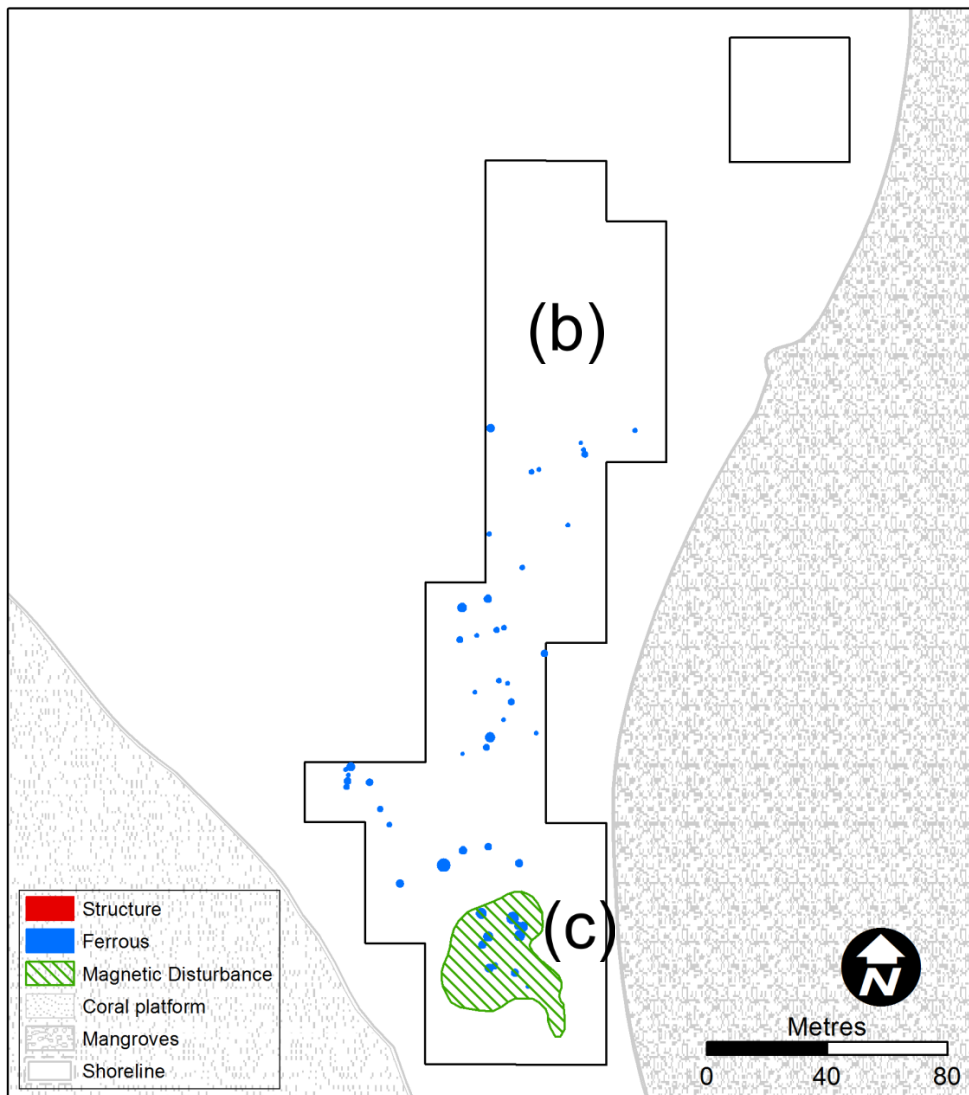 (b)
(c)
Structure
Ferrous
Magnetic Disturbance
Coral platform
Mangroves
Shoreline
N
Metres
0 40 80